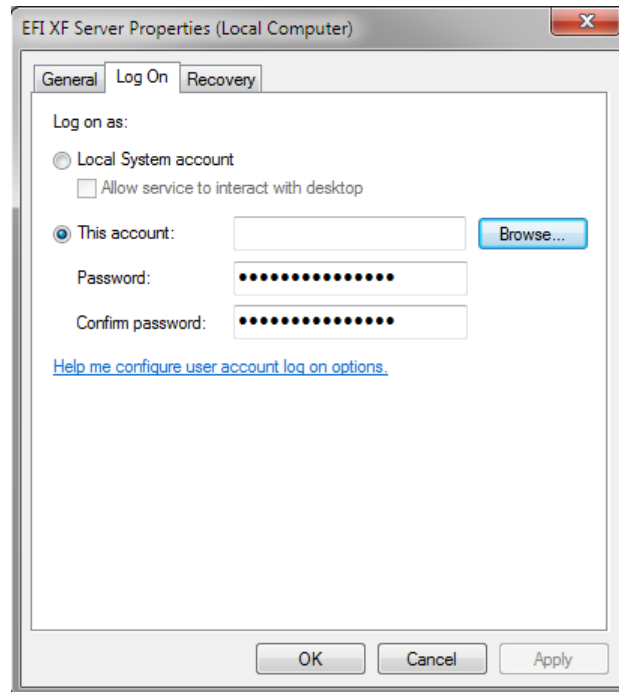 EFI XF Server Properties (Local Computer)
General Log On Recovery
Log on as:
Local System account
Allow service to interact with desktop
This account: Browse...
Password: ●●●●●●●●●●●●●●●
Confirm password: ●●●●●●●●●●●●●●●
Help me configure user account log on options.
OK Cancel Apply